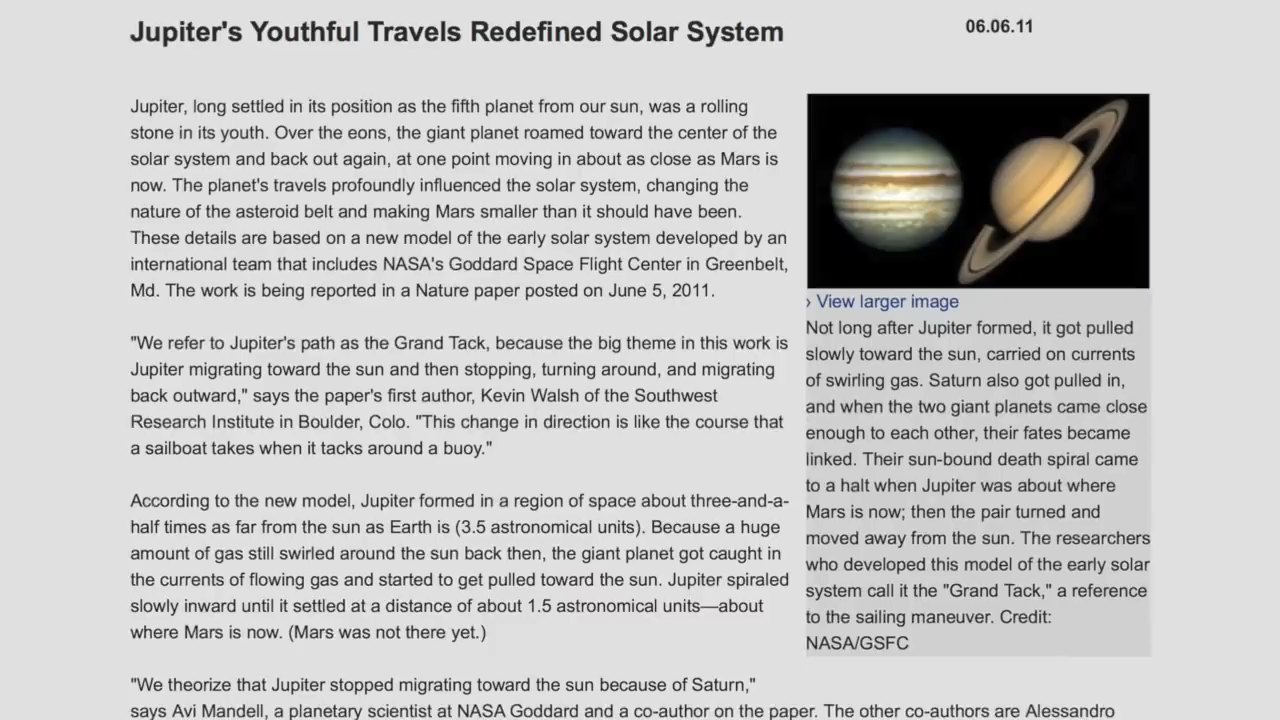 Jupiter's Youthful Travels Redefined Solar System
06.06.11
Jupiter, long settled in its position as the fifth planet from our sun, was a rolling
stone in its youth. Over the eons, the giant planet roamed toward the center of the
solar system and back out again, at one point moving in about as close as Mars is
now. The planet's travels profoundly influenced the solar system, changing the
nature of the asteroid belt and making Mars smaller than it should have been.
These details are based on a new model of the early solar system developed by an
international team that includes NASA's Goddard Space Flight Center in Greenbelt,
Md. The work is being reported in a Nature paper posted on June 5, 2011.
"We refer to Jupiter's path as the Grand Tack, because the big theme in this work is
Jupiter migrating toward the sun and then stopping, turning around, and migrating
back outward," says the paper's first author, Kevin Walsh of the Southwest
Research Institute in Boulder, Colo. "This change in direction is like the course that
a sailboat takes when it tacks around a buoy."
According to the new model, Jupiter formed in a region of space about three-and-a-
half times as far from the sun as Earth is (3.5 astronomical units). Because a huge
amount of gas still swirled around the sun back then, the giant planet got caught in
the currents of flowing gas and started to get pulled toward the sun. Jupiter spiraled
slowly inward until it settled at a distance of about 1.5 astronomical units—about
where Mars is now. (Mars was not there yet.)
"We theorize that Jupiter stopped migrating toward the sun because of Saturn,"
says Avi Mandell, a planetary scientist at NASA Goddard and a co-author on the paper. The other co-authors are Alessandro
› View larger image
Not long after Jupiter formed, it got pulled
slowly toward the sun, carried on currents
of swirling gas. Saturn also got pulled in,
and when the two giant planets came close
enough to each other, their fates became
linked. Their sun-bound death spiral came
to a halt when Jupiter was about where
Mars is now; then the pair turned and
moved away from the sun. The researchers
who developed this model of the early solar
system call it the "Grand Tack," a reference
to the sailing maneuver. Credit:
NASA/GSFC